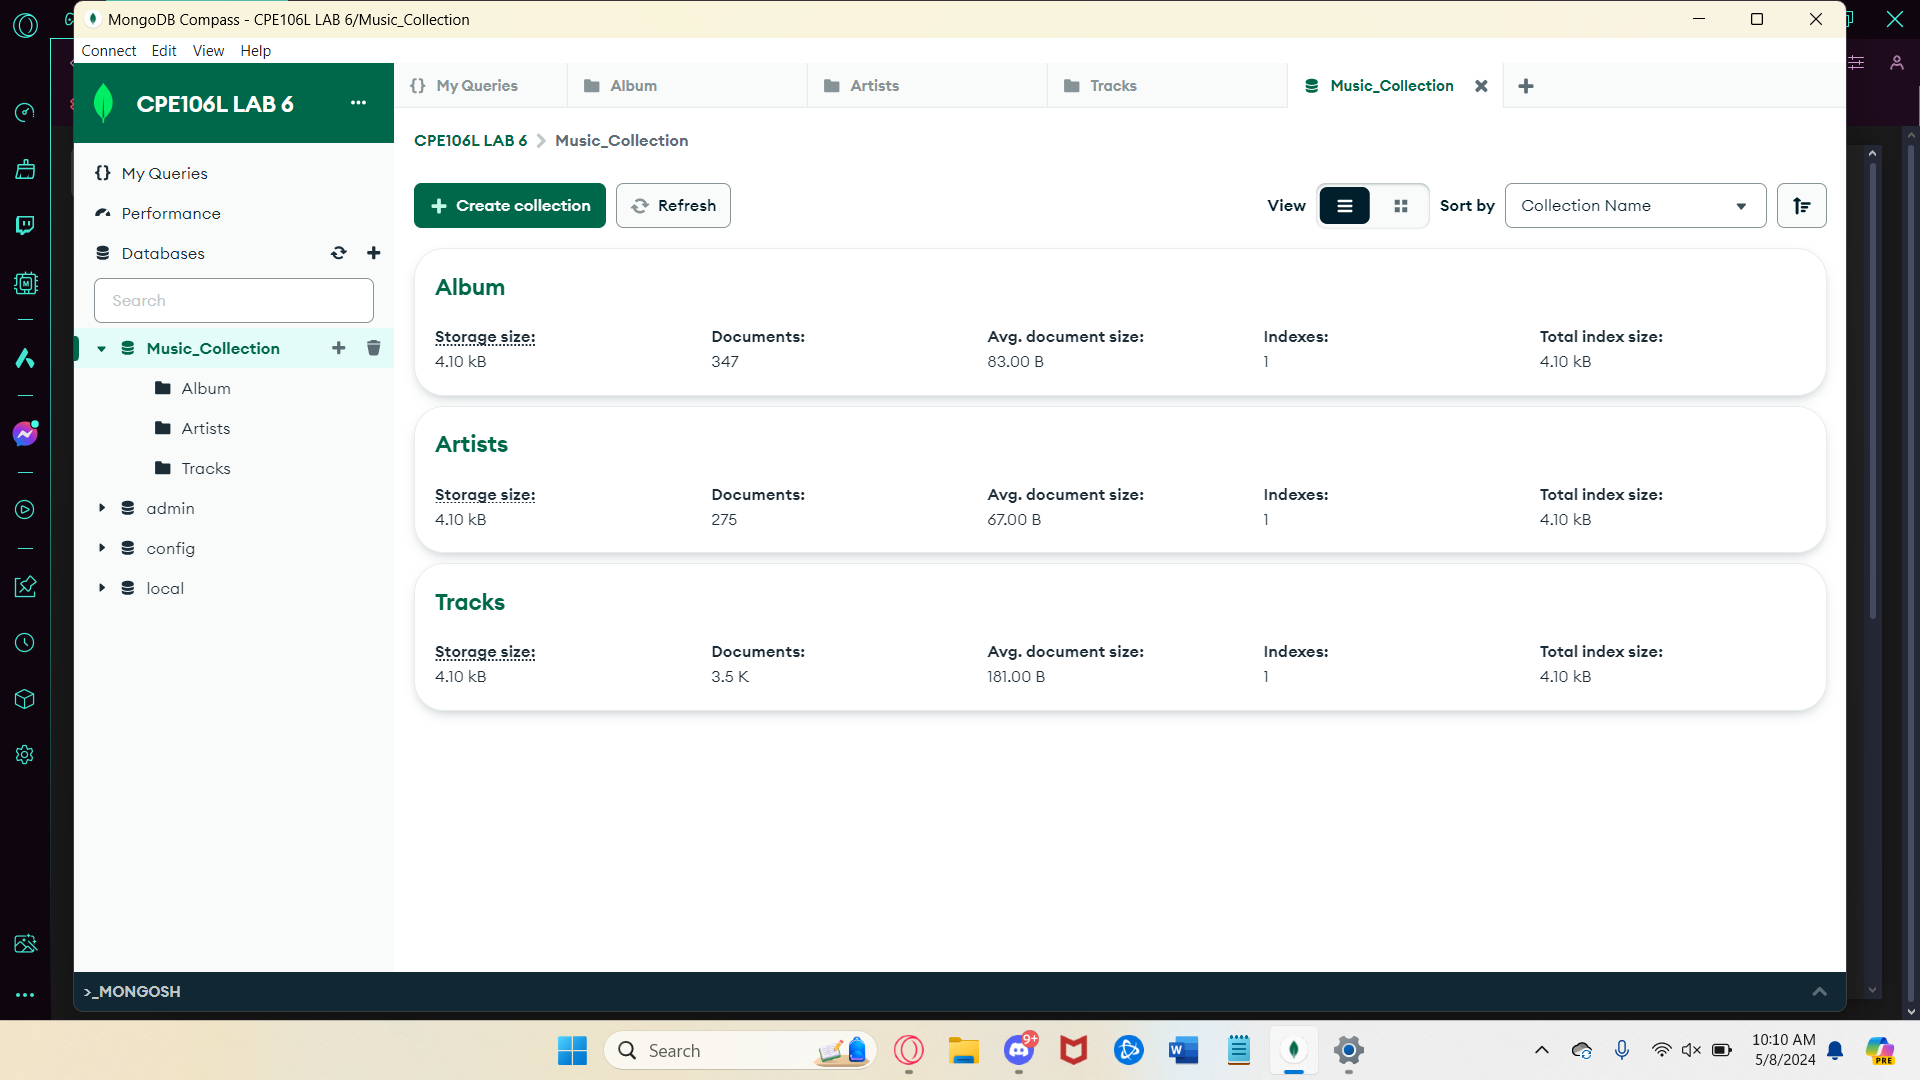 MongoDB Compass - CPE106L LAB 6/Music_Collection
Connect Edit View Help
CPE106L LAB 6
My Queries
Performance
Databases
Search
Music_Collection
Album
Artists
Tracks
admin
config
local
{} My Queries Album Artists Tracks Music_Collection
CPE106L LAB 6 > Music_Collection
+ Create collection Refresh View Sort by Collection Name
Album
Storage size: Documents: Avg. document size: Indexes: Total index size:
4.10 kB 347 83.00 B 1 4.10 kB
Artists
Storage size: Documents: Avg. document size: Indexes: Total index size:
4.10 kB 275 67.00 B 1 4.10 kB
Tracks
Storage size: Documents: Avg. document size: Indexes: Total index size:
4.10 kB 3.5 K 181.00 B 1 4.10 kB
>_MONGOSH
Search
9+
W
10:10 AM
5/8/2024
PRE